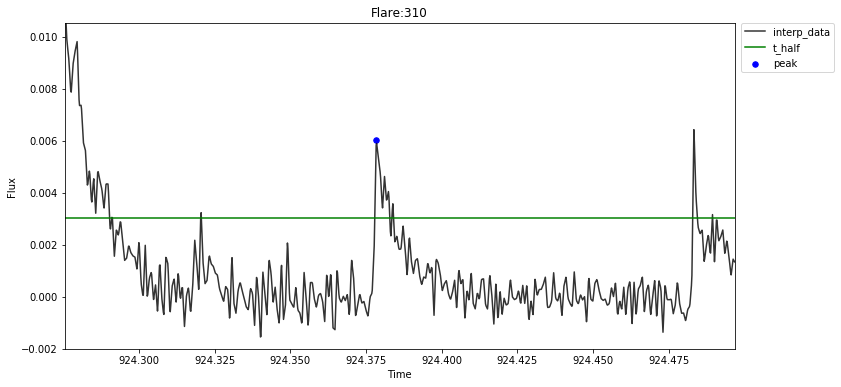 Flare:310
interp_data
t_half
peak
Flux
0.010
0.008
0.006
0.004
0.002
0.000
−0.002
924.300
924.325
924.350
924.375
924.400
924.425
924.450
924.475
Time